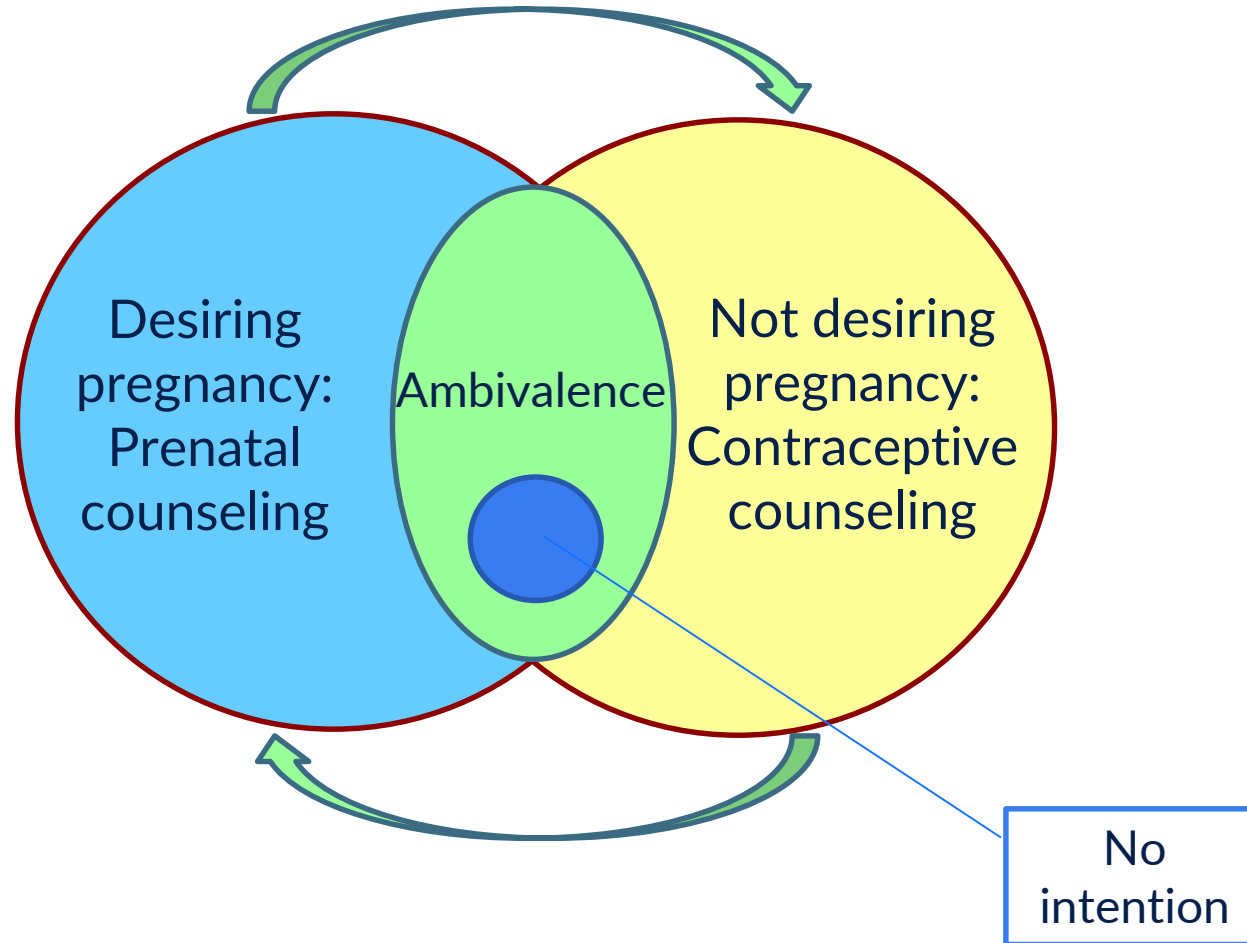 Desiring
pregnancy:
Prenatal
counseling
Ambivalence
Not desiring
pregnancy:
Contraceptive
counseling
No
intention